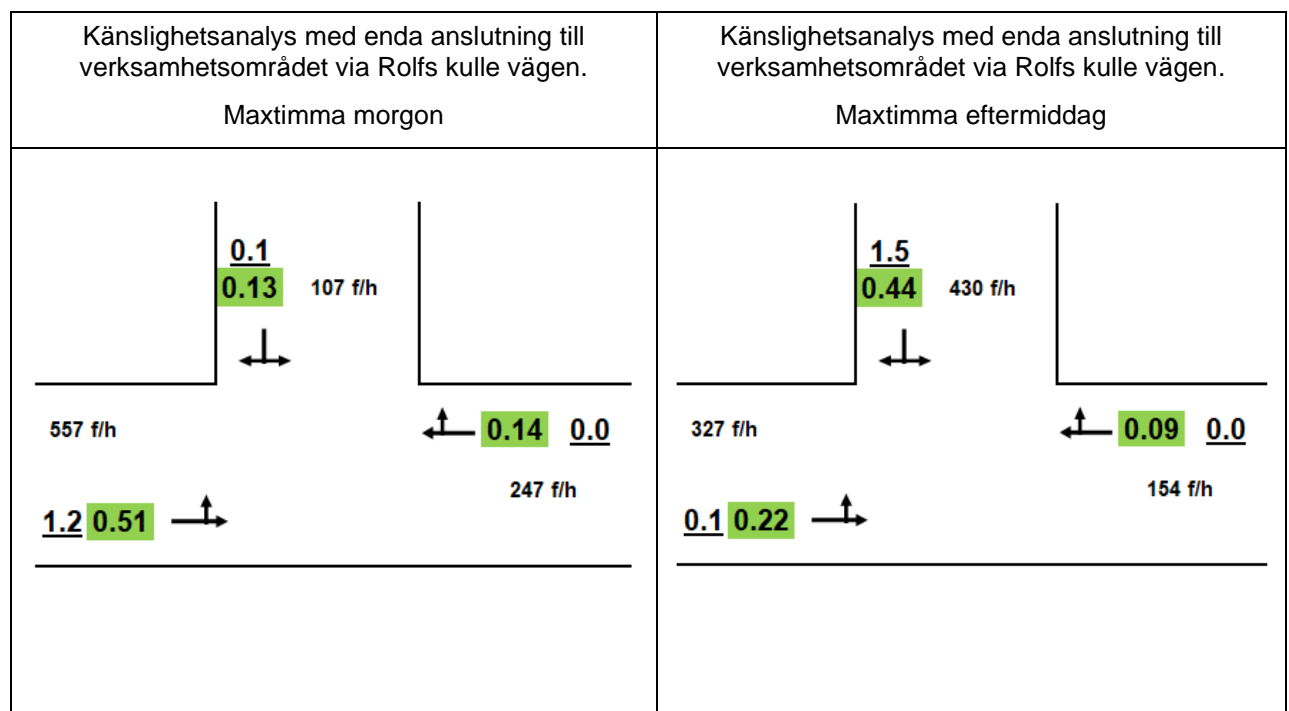 Känslighetsanalys med enda anslutning till
verksamhetsområdet via Rolfs kulle vägen.
Maxtimma morgon
Känslighetsanalys med enda anslutning till
verksamhetsområdet via Rolfs kulle vägen.
Maxtimma eftermiddag
0.1
0.13 107 f/h
557 f/h
0.14 0.0
247 f/h
1.2 0.51
1.5
0.44 430 f/h
327 f/h
0.09 0.0
154 f/h
0.1 0.22